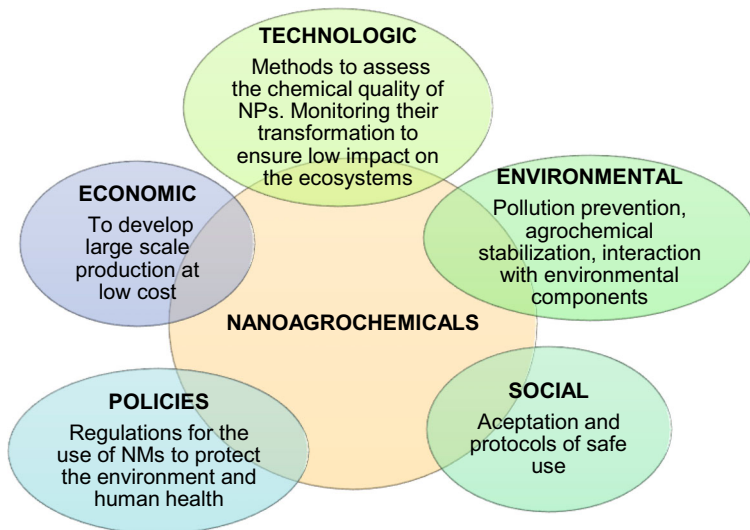 TECHNOLOGIC
Methods to assess
the chemical quality of
NPs. Monitoring their
transformation to
ensure low impact on
the ecosystems
ECONOMIC
To develop
large scale
production at
low cost
ENVIRONMENTAL
Pollution prevention,
agrochemical
stabilization, interaction
with environmental
components
NANOAGROCHEMICALS
POLICIES
Regulations for the
use of NMs to protect
the environment and
human health
SOCIAL
Aceptation and
protocols of safe
use